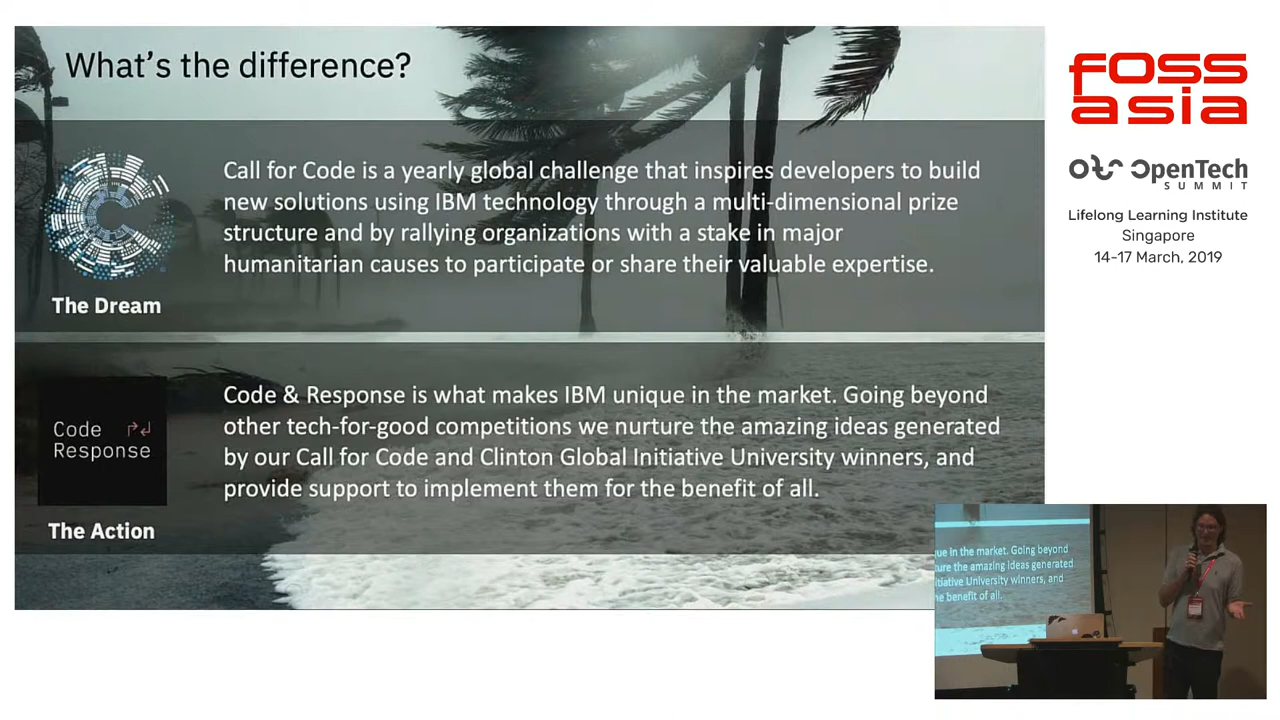 What's the difference?
Call for Code is a yearly global challenge that inspires developers to build
new solutions using IBM technology through a multi-dimensional prize
structure and by rallying organizations with a stake in major
humanitarian causes to participate or share their valuable expertise.
The Dream
Code & Response is what makes IBM unique in the market. Going beyond
other tech-for-good competitions we nurture the amazing ideas generated
by our Call for Code and Clinton Global Initiative University winners, and
provide support to implement them for the benefit of all.
Code
Response
The Action
fOSS
asia
OpenTech
SUMMIT
Lifelong Learning Institute
Singapore
14-17 March, 2019
que in the market. Going beyond
ure the amazing ideas generated
itiative University winners, and
he benefit of all.